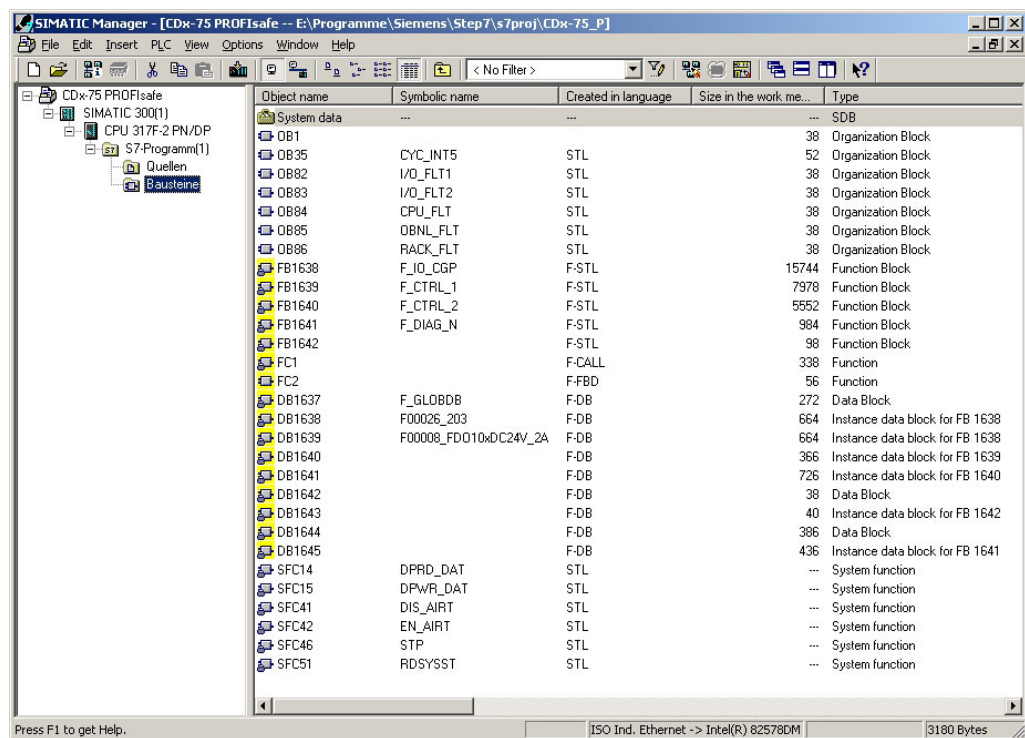 SIMATIC Manager - [CDx-75 PROFIsafe -- E:\Programme\Siemens\Step7\s7proj\CDx-75_P]
File Edit Insert PLC View Options Window Help
< No Filter >
CDx-75 PROFIsafe
SIMATIC 300(1)
CPU 317F-2 PN/DP
S7-Programm(1)
Quellen
Bausteine
Object name Symbolic name Created in language Size in the work me... Type
System data --- --- --- SDB
OB1 38 Organization Block
OB35 CYC_INT5 STL 52 Organization Block
OB82 I/O_FLT1 STL 38 Organization Block
OB83 I/O_FLT2 STL 38 Organization Block
OB84 CPU_FLT STL 38 Organization Block
OB85 OBNL_FLT STL 38 Organization Block
OB86 RACK_FLT STL 38 Organization Block
FB1638 F_IO_CGP F-STL 15744 Function Block
FB1639 F_CTRL_1 F-STL 7978 Function Block
FB1640 F_CTRL_2 F-STL 5552 Function Block
FB1641 F_DIAG_N F-STL 984 Function Block
FB1642 F-STL 98 Function Block
FC1 F-CALL 338 Function
FC2 F-FBD 56 Function
DB1637 F_GLOBDB F-DB 272 Data Block
DB1638 F00026_203 F-DB 664 Instance data block for FB 1638
DB1639 F00008_FDO10xDC24V_2A F-DB 664 Instance data block for FB 1638
DB1640 F-DB 366 Instance data block for FB 1639
DB1641 F-DB 726 Instance data block for FB 1640
DB1642 F-DB 38 Data Block
DB1643 F-DB 40 Instance data block for FB 1642
DB1644 F-DB 386 Data Block
DB1645 F-DB 436 Instance data block for FB 1641
SFC14 DPRD_DAT STL --- System function
SFC15 DPWR_DAT STL --- System function
SFC41 DIS_AIRT STL --- System function
SFC42 EN_AIRT STL --- System function
SFC46 STP STL --- System function
SFC51 RDSYSST STL --- System function
Press F1 to get Help. ISO Ind. Ethernet -> Intel(R) 82578DM 3180 Bytes